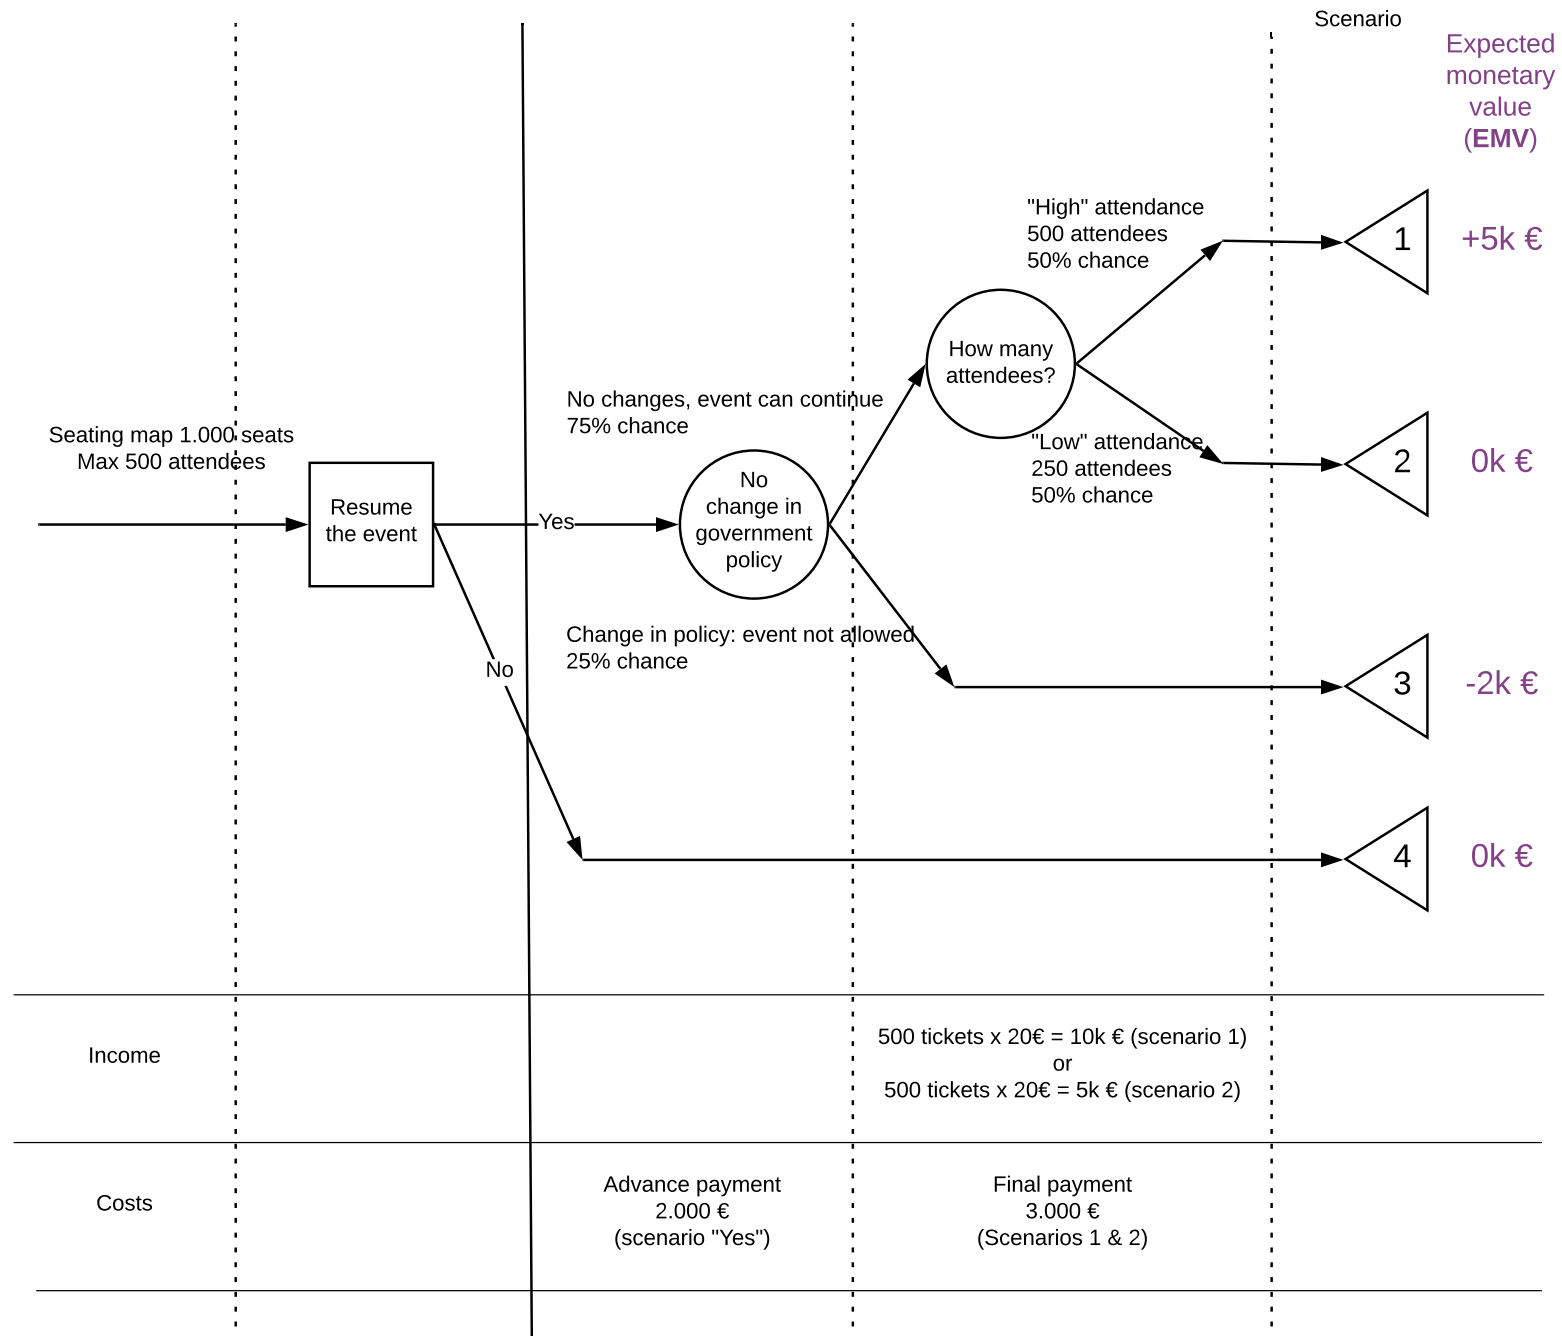 Scenario
Expected
monetary
value
(EMV)
"High" attendance
500 attendees
50% chance
1
+5k €
How many
attendees?
No changes, event can continue
75% chance
"Low" attendance
250 attendees
50% chance
2
0k €
Seating map 1.000 seats
Max 500 attendees
Resume
the event
Yes
No
change in
government
policy
Change in policy: event not allowed
25% chance
No
3
-2k €
4
0k €
Income
500 tickets x 20€ = 10k € (scenario 1)
or
500 tickets x 20€ = 5k € (scenario 2)
Costs
Advance payment
2.000 €
(scenario "Yes")
Final payment
3.000 €
(Scenarios 1 & 2)